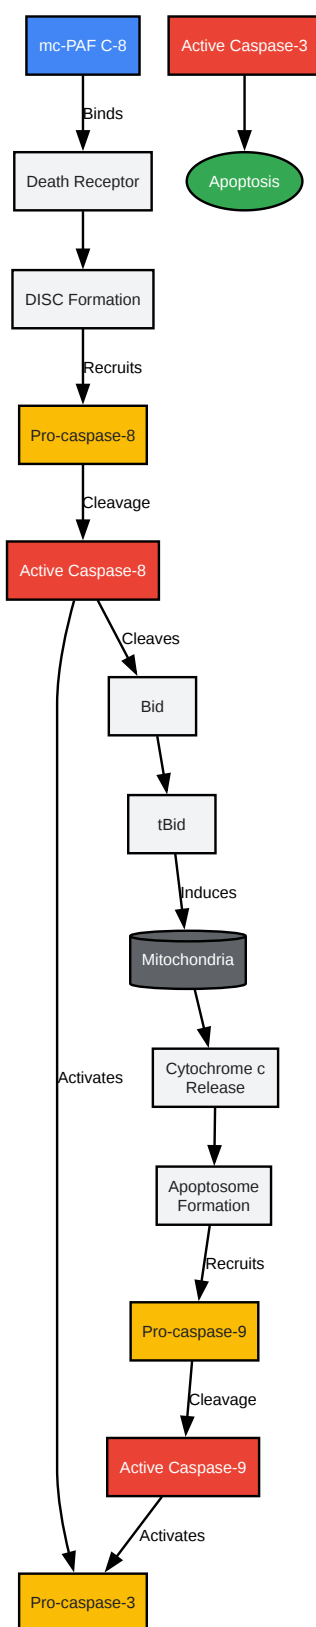 mc-PAF C-8
Active Caspase-3
Binds
Death Receptor
Apoptosis
DISC Formation
Recruits
Pro-caspase-8
Cleavage
Active Caspase-8
Cleaves
Bid
tBid
Induces
Mitochondria
Cytochrome c
Release
Activates
Apoptosome
Formation
Recruits
Pro-caspase-9
Cleavage
Active Caspase-9
Activates
Pro-caspase-3